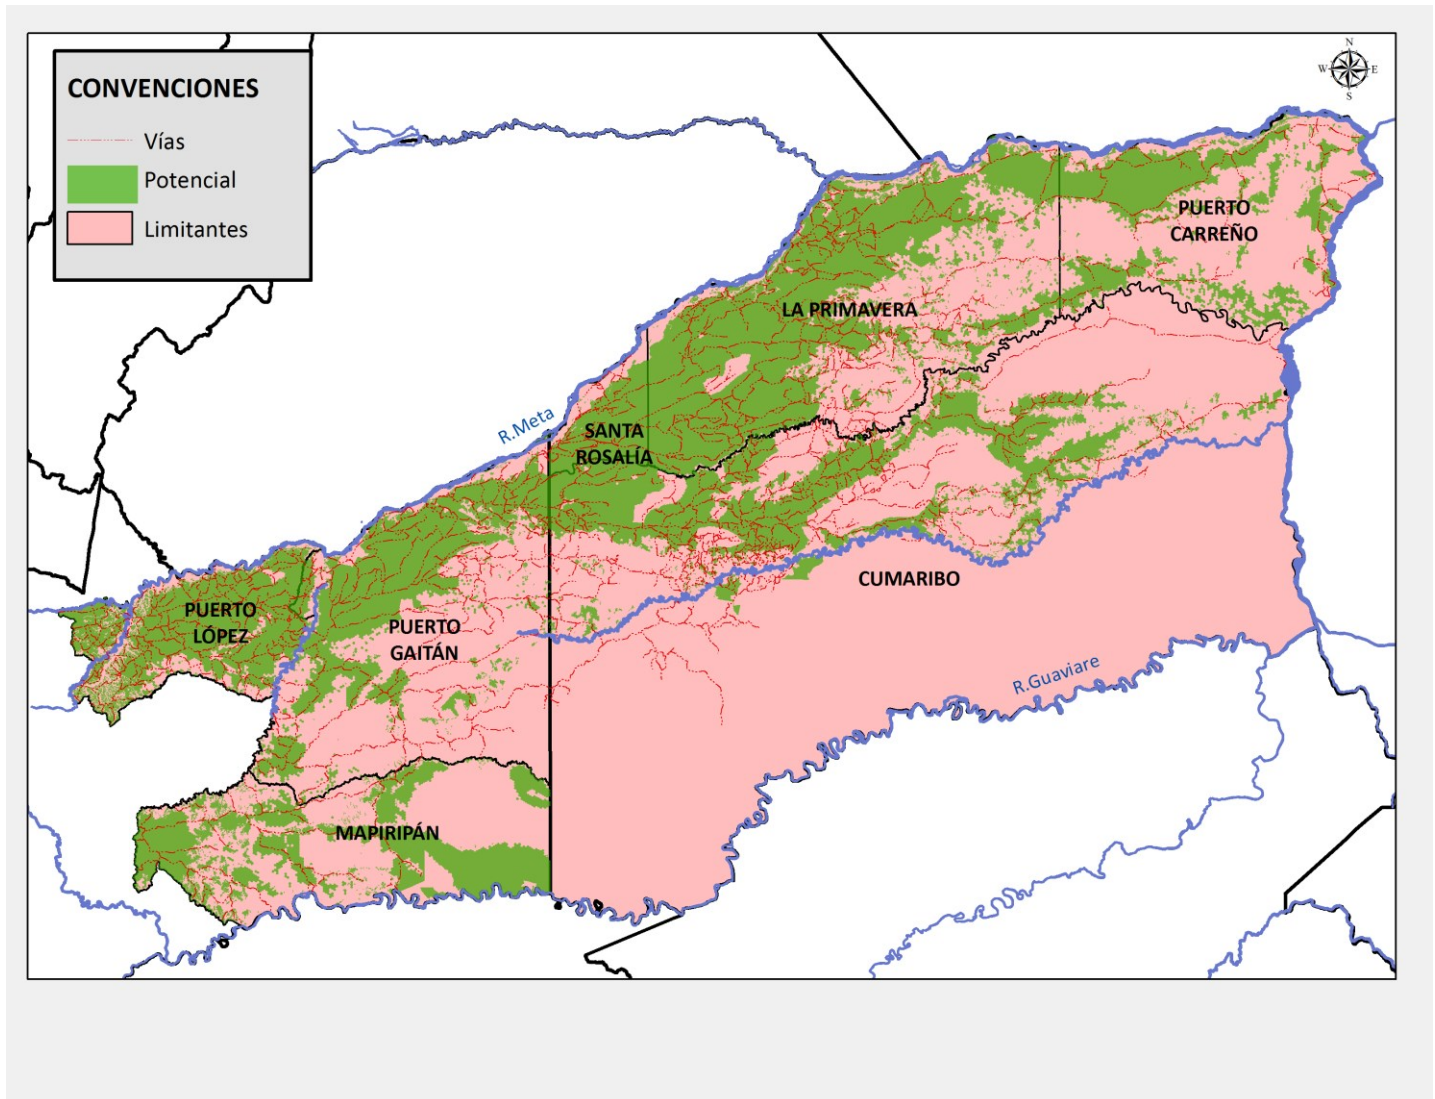 CONVENCIONES
Vías
Potencial
Limitantes
N
W
E
S
PUERTO
CARREÑO
LA PRIMAVERA
R.Meta
SANTA
ROSALÍA
CUMARIBO
PUERTO
LÓPEZ
PUERTO
GAITÁN
R.Guaviare
MAPIRIPÁN